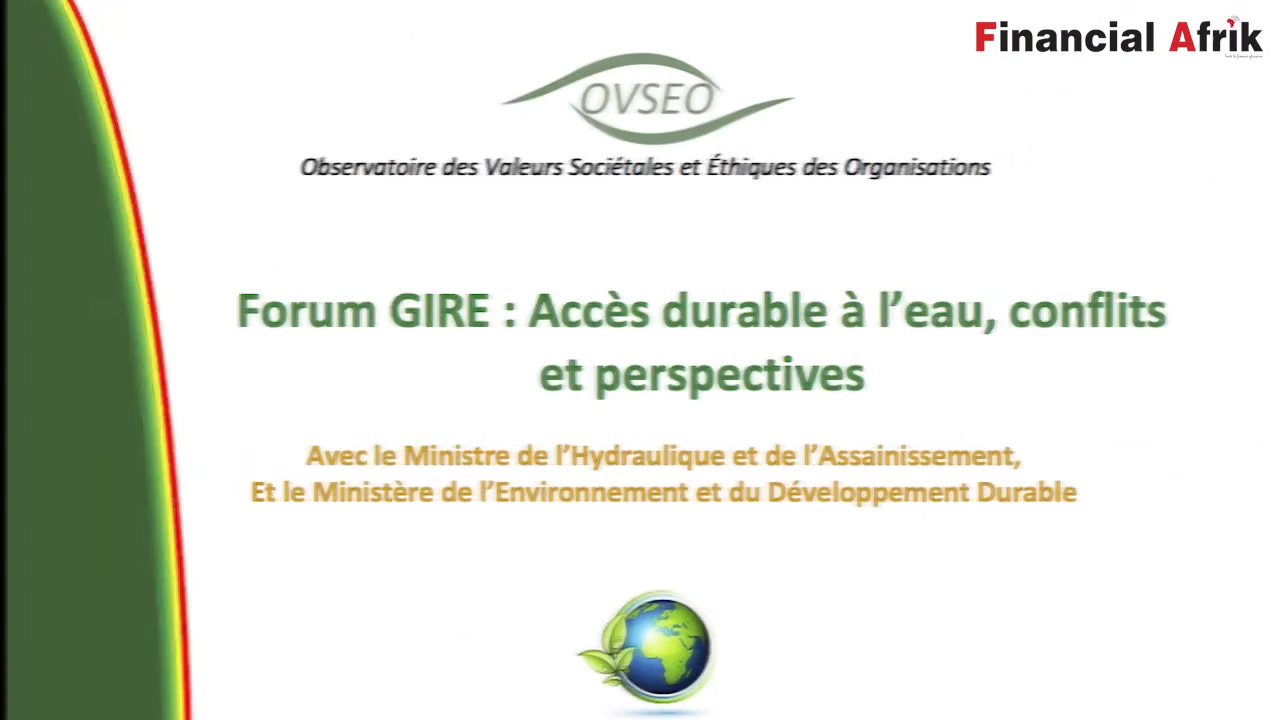 Financial Afrik
OVSEO
Observatoire des Valeurs Sociétales et Éthiques des Organisations
Forum GIRE : Accès durable à l’eau, conflits
et perspectives
Avec le Ministre de l’Hydraulique et de l’Assainissement,
Et le Ministère de l’Environnement et du Développement Durable